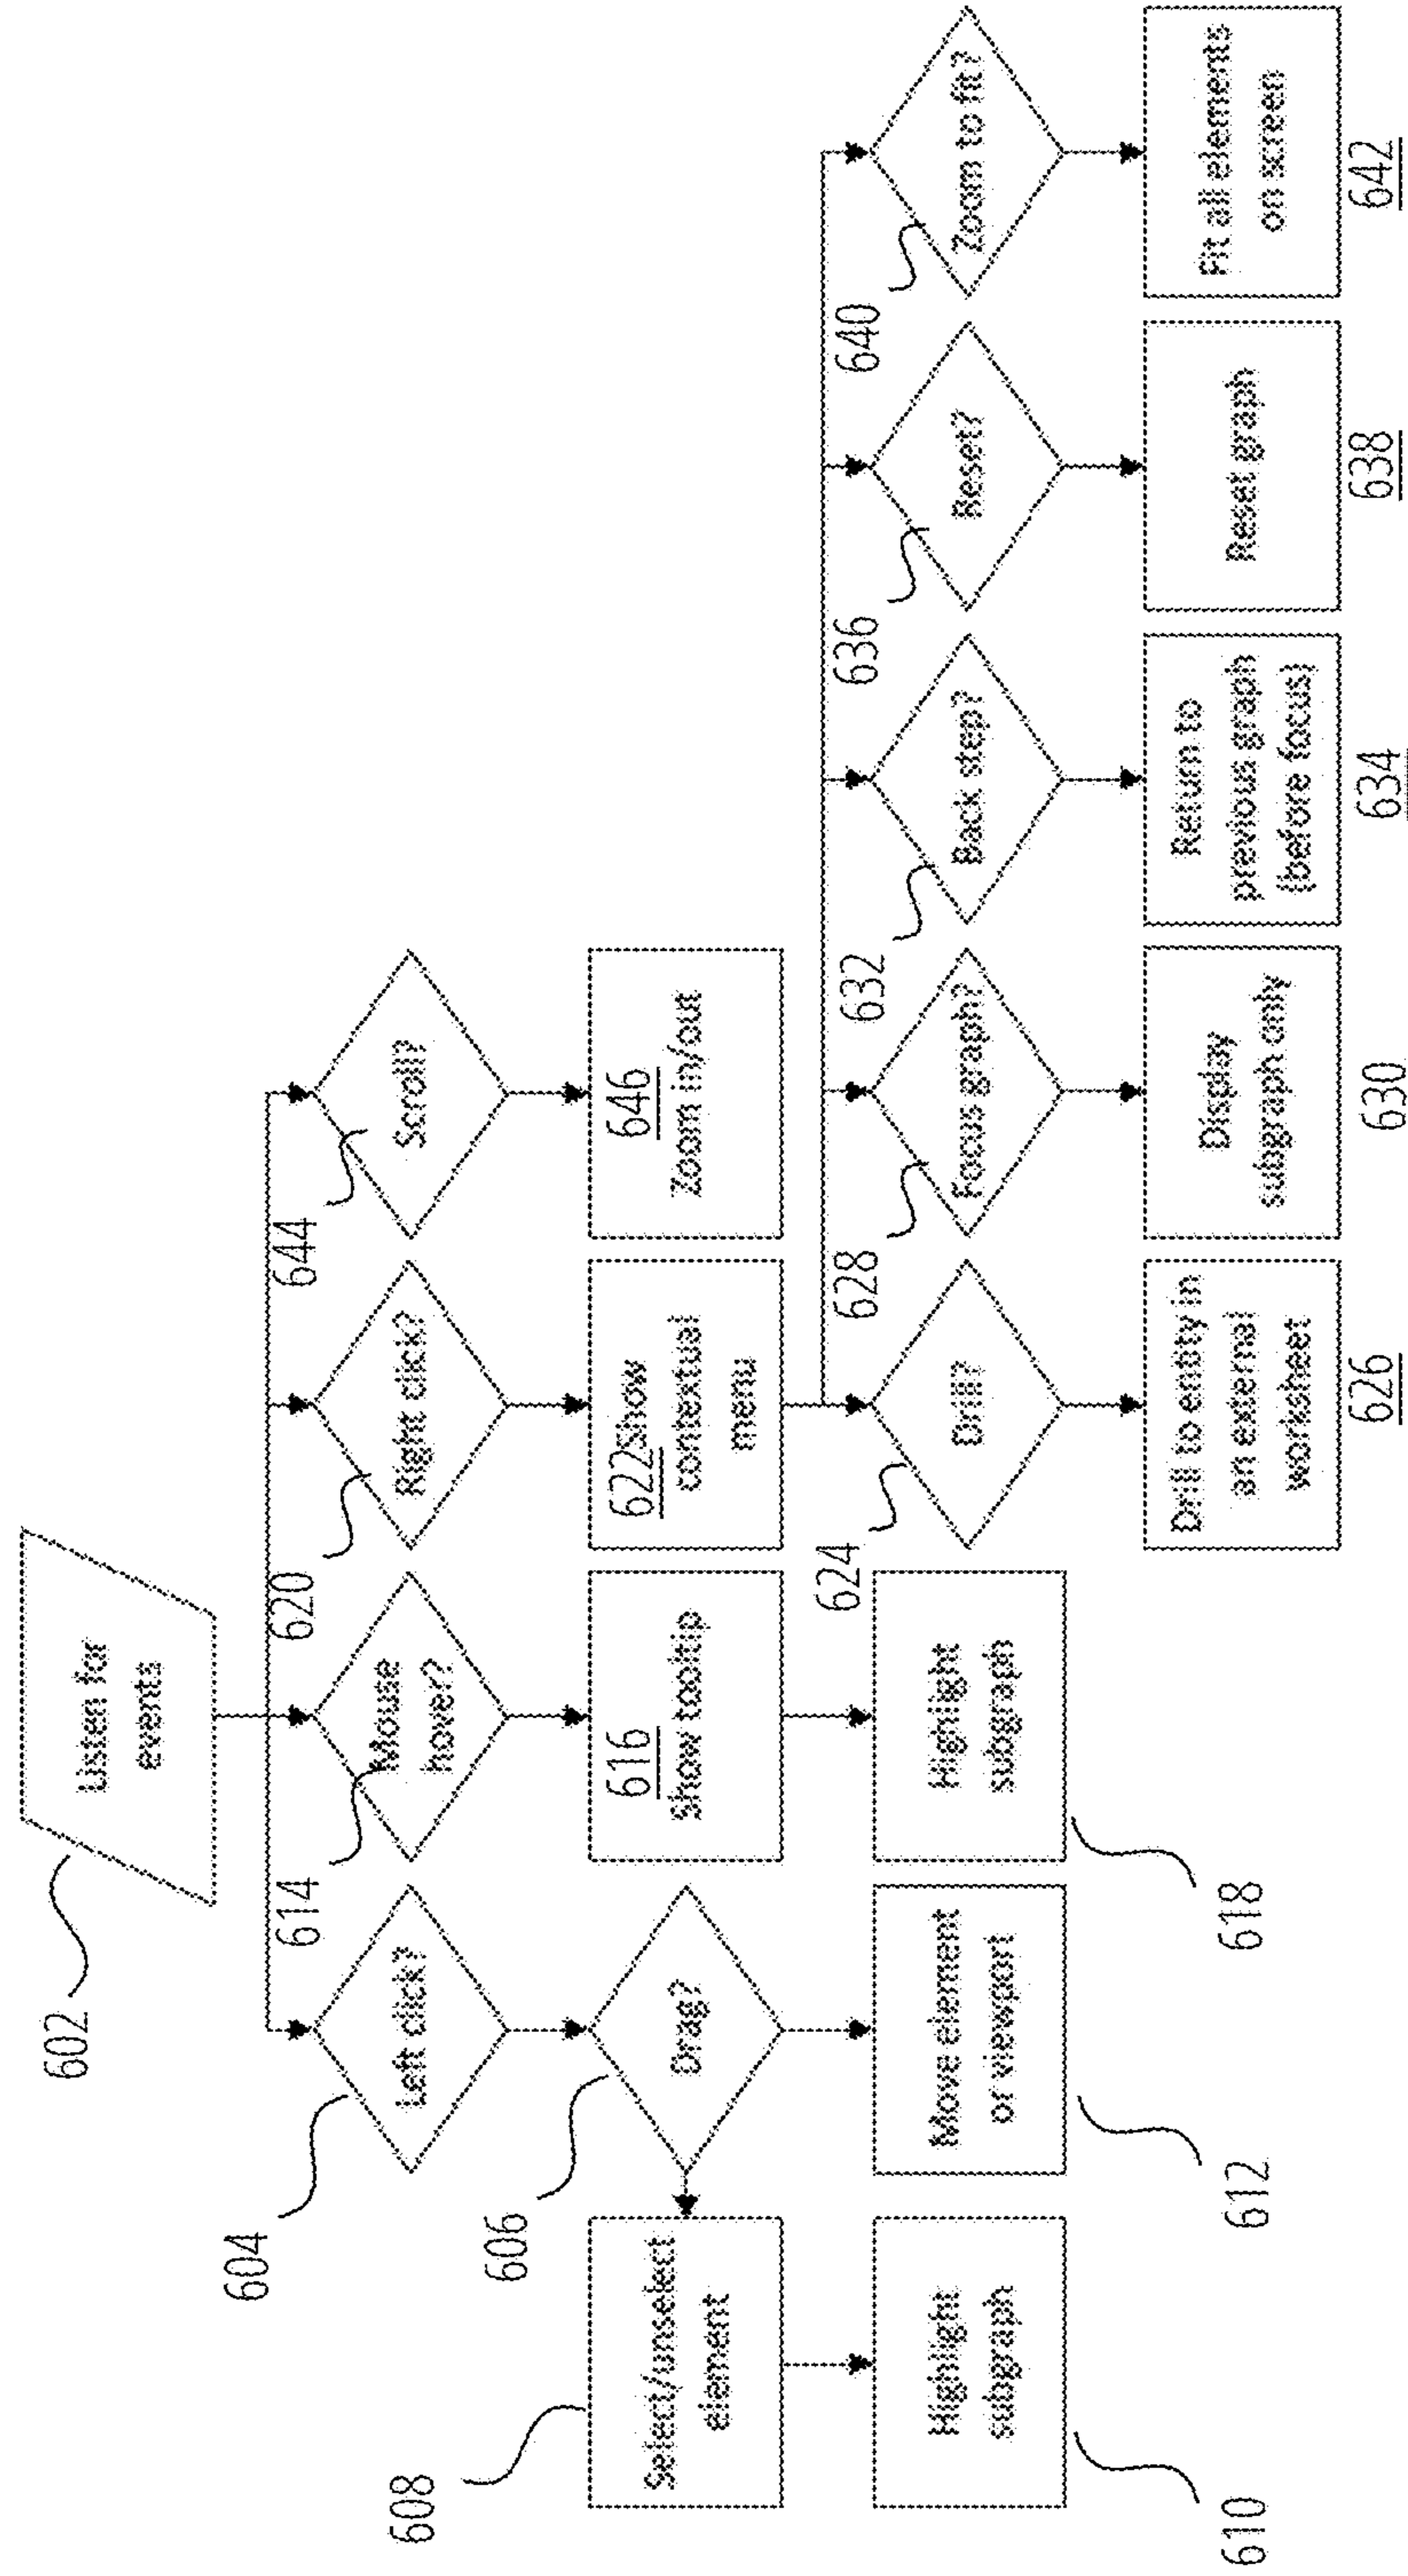 602
Listen for
events
604
Left click?
614
Mouse
hover?
620
Right click?
644
Scroll?
606
Drag?
608
Select/unselect
element
616
Show tooltip
622 show
contextual
menu
646
Zoom in/out
610
Highlight
subgraph
612
Move element
or viewport
618
Highlight
subgraph
624
Drill?
628
Focus graph?
632
Back step?
636
Reset?
640
Zoom to fit?
Drill to entity in
an external
worksheet
626
Display
subgraph only
630
Return to
previous graph
(before focus)
634
Reset graph
638
Fit all elements
on screen
642